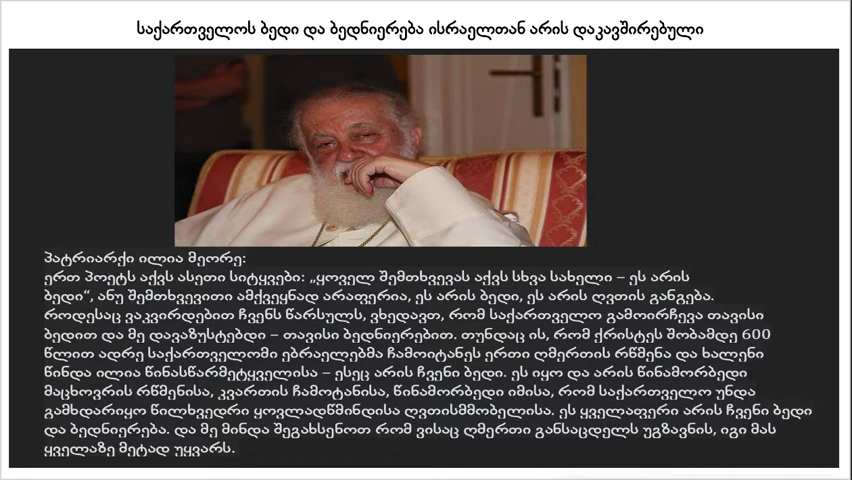 საქართველოს ბედი და ბედნიერება ისრაელთან არის დაკავშირებული
პატრიარქი ილია მეორე:
ერთ პოეტს აქვს ასეთი სიტყვები: „ყოველ შემთხვევას აქვს სხვა სახელი – ეს არის
ბედი“, ანუ შემთხვევითი ამქვეყნად არაფერია, ეს არის ბედი, ეს არის ღვთის განგება.
როდესაც ვაკვირდებით ჩვენს წარსულს, ვხედავთ, რომ საქართველო გამოირჩევა თავისი
ბედით და მე დავაზუსტებდი – თავისი ბედნიერებით. თუნდაც ის, რომ ქრისტეს შობამდე 600
წლით ადრე საქართველოში ებრაელებმა ჩამოიტანეს ერთი ღმერთის რწმენა და ხალენი
წინდა ილია წინასწარმეტყველისა – ესეც არის ჩვენი ბედი. ეს იყო და არის წინამორბედი
მაცხოვრის რწმენისა, კვართის ჩამოტანისა, წინამორბედი იმისა, რომ საქართველო უნდა
გამხდარიყო წილხვედრი ყოვლადწმინდისა ღვთისმშობელისა. ეს ყველაფერი არის ჩვენი ბედი
და ბედნიერება. და მე მინდა შეგახსენოთ რომ ვისაც ღმერთი განსაცდელს უგზავნის, იგი მას
ყველაზე მეტად უყვარს.